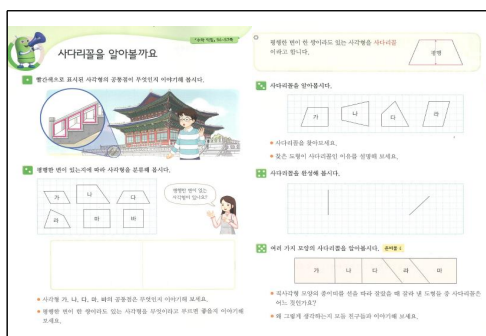 "수학 익힘, 56~57쪽"
사다리꼴을 알아볼까요
빨간색으로 표시된 사각형의 공통점이 무엇인지 이야기해 봅시다.
평행한 변이 있는지에 따라 사각형을 분류해 봅시다.
가
나
다
라
마
바
평행한 변이 있는
사각형이 있나요?
사각형 가, 나, 다, 라, 마의 공통점은 무엇인지 이야기해 보세요.
평행한 변이 한 쌍이라도 있는 사각형을 무엇이라고 부르면 좋을지 이야기해
보세요.
평행한 변이 한 쌍이라도 있는 사각형을 사다리꼴
이라고 합니다.
평행
사다리꼴을 알아봅시다.
가
나
다
라
사다리꼴을 찾아보세요.
찾은 도형이 사다리꼴인 이유를 설명해 보세요.
사다리꼴을 완성해 봅시다.
여러 가지 모양의 사다리꼴을 알아봅시다.
가
나
다
라
마
직사각형 모양의 종이띠를 선을 따라 잘랐을 때 잘라 낸 도형들 중 사다리꼴은
어느 것인가요?
왜 그렇게 생각하는지 모둠 친구들과 이야기해 보세요.